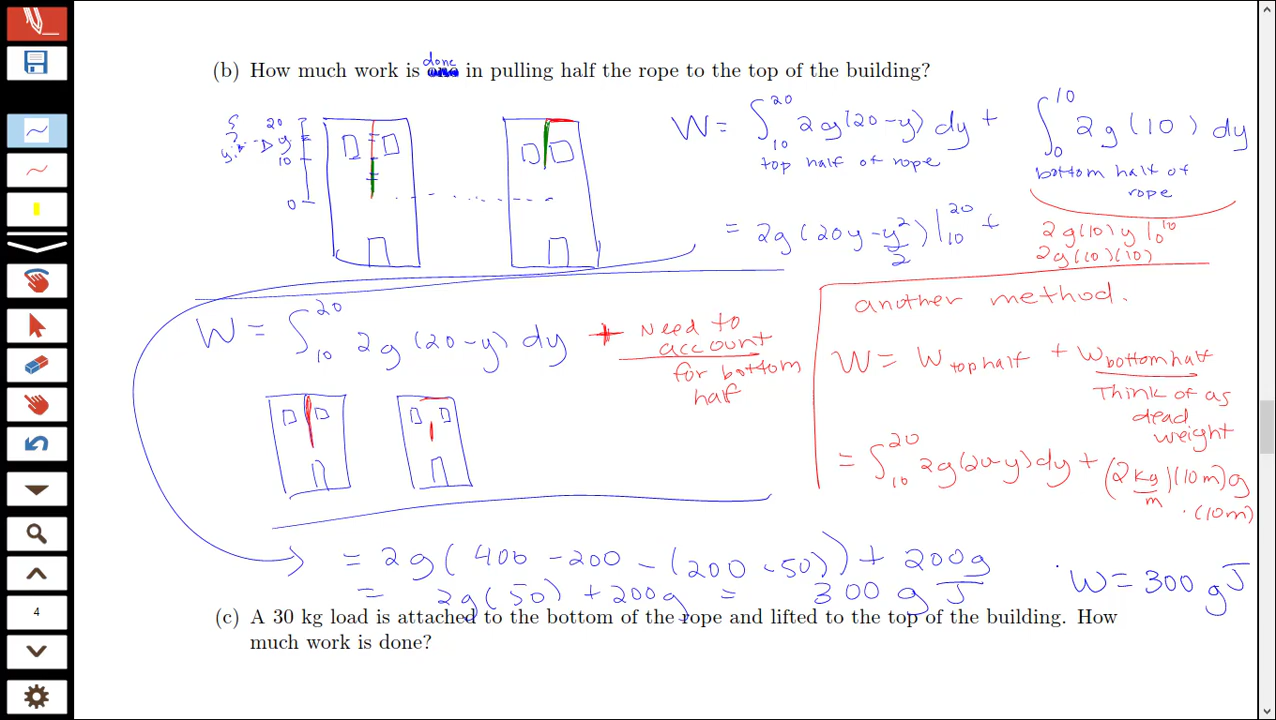 (b) How much work is done in pulling half the rope to the top of the building?
20
10
0
W = ∫₁₀²⁰ 2g(20-y) dy + ∫₀¹⁰ 2g(10) dy
top half of rope
bottom half of rope
= 2g(20y - y²/2)|₁₀²⁰ +
2g(10)y|₀¹⁰
2g(10)(10)
W = ∫₁₀²⁰ 2g(20-y) dy + Need to
account
for bottom
half
another method.
W = W top half + W bottom half
Think of as
dead
weight
= ∫₁₀²⁰ 2g(20-y)dy + (2 kg/m)(10m)g
·(10m)
= 2g(400 - 200 - (200 - 50)) + 200g
= 2g(50) + 200g = 300 g J
W = 300 g J
(c) A 30 kg load is attached to the bottom of the rope and lifted to the top of the building. How
much work is done?
4